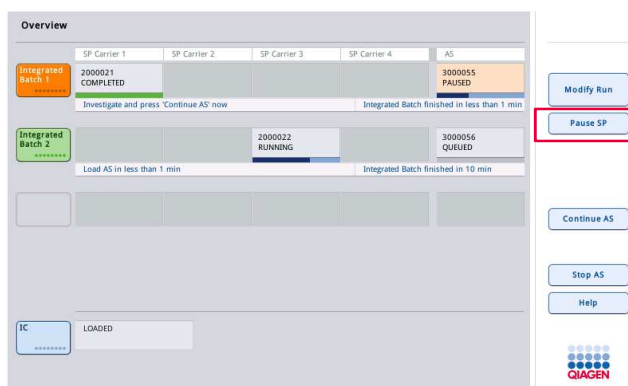 Overview
SP Carrier 1 SP Carrier 2 SP Carrier 3 SP Carrier 4 AS
Integrated
Batch 1
2000021
COMPLETED
3000055
PAUSED
Investigate and press 'Continue AS' now
Integrated Batch finished in less than 1 min
Integrated
Batch 2
2000022
RUNNING
3000056
QUEUED
Load AS in less than 1 min
Integrated Batch finished in 10 min
IC
LOADED
Modify Run
Pause SP
Continue AS
Stop AS
Help
QIAGEN